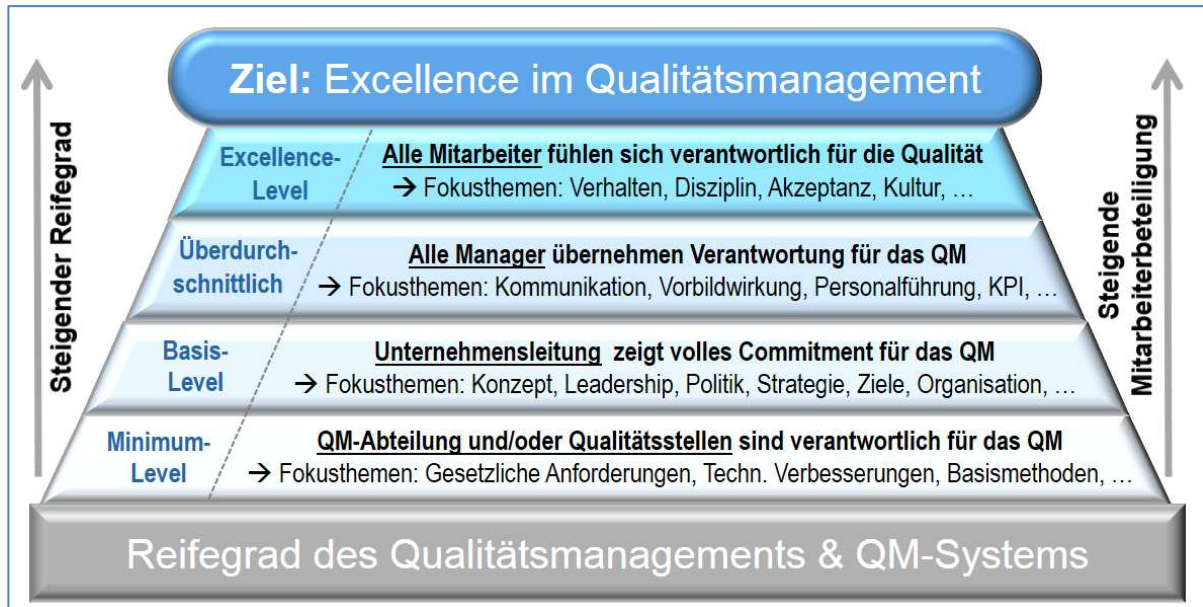 Ziel: Excellence im Qualitätsmanagement
Steigender Reifegrad
Excellence-
Level
Alle Mitarbeiter fühlen sich verantwortlich für die Qualität
→ Fokusthemen: Verhalten, Disziplin, Akzeptanz, Kultur, …
Überdurch-
schnittlich
Alle Manager übernehmen Verantwortung für das QM
→ Fokusthemen: Kommunikation, Vorbildwirkung, Personalführung, KPI, …
Basis-
Level
Unternehmensleitung zeigt volles Commitment für das QM
→ Fokusthemen: Konzept, Leadership, Politik, Strategie, Ziele, Organisation, …
Minimum-
Level
QM-Abteilung und/oder Qualitätsstellen sind verantwortlich für das QM
→ Fokusthemen: Gesetzliche Anforderungen, Techn. Verbesserungen, Basismethoden, …
Steigende
Mitarbeiterbeteiligung
Reifegrad des Qualitätsmanagements & QM-Systems